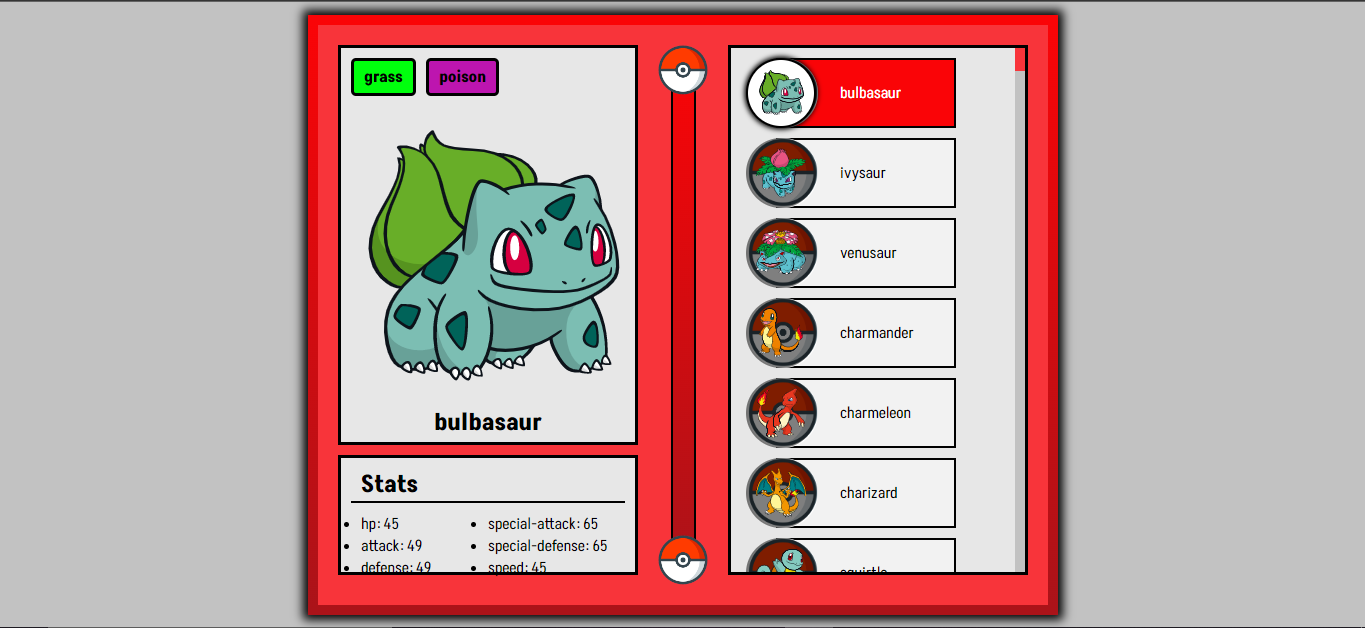 grass poison
bulbasaur
Stats
hp: 45
attack: 49
defense: 49
special-attack: 65
special-defense: 65
speed: 45
bulbasaur
ivysaur
venusaur
charmander
charmeleon
charizard
squirtle